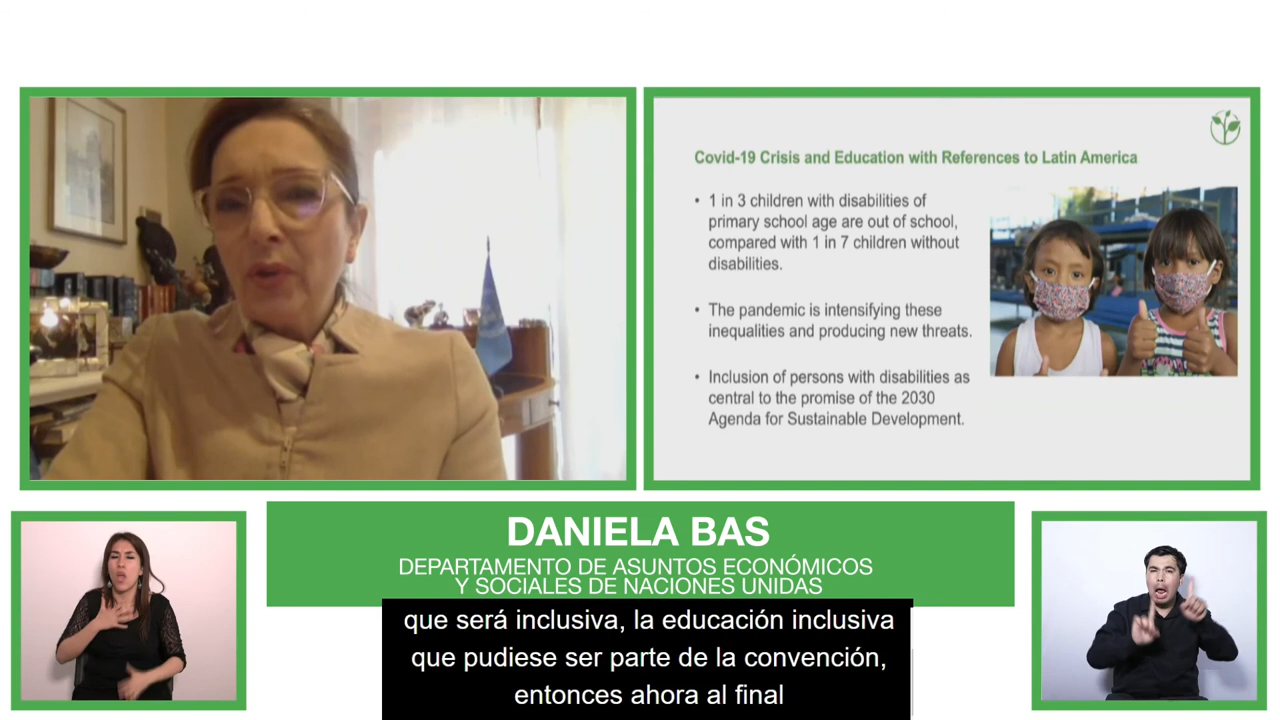 Covid-19 Crisis and Education with References to Latin America
• 1 in 3 children with disabilities of
primary school age are out of school,
compared with 1 in 7 children without
disabilities.
• The pandemic is intensifying these
inequalities and producing new threats.
• Inclusion of persons with disabilities as
central to the promise of the 2030
Agenda for Sustainable Development.
DANIELA BAS
DEPARTAMENTO DE ASUNTOS ECONÓMICOS
Y SOCIALES DE NACIONES UNIDAS
que será inclusiva, la educación inclusiva
que pudiese ser parte de la convención,
entonces ahora al final